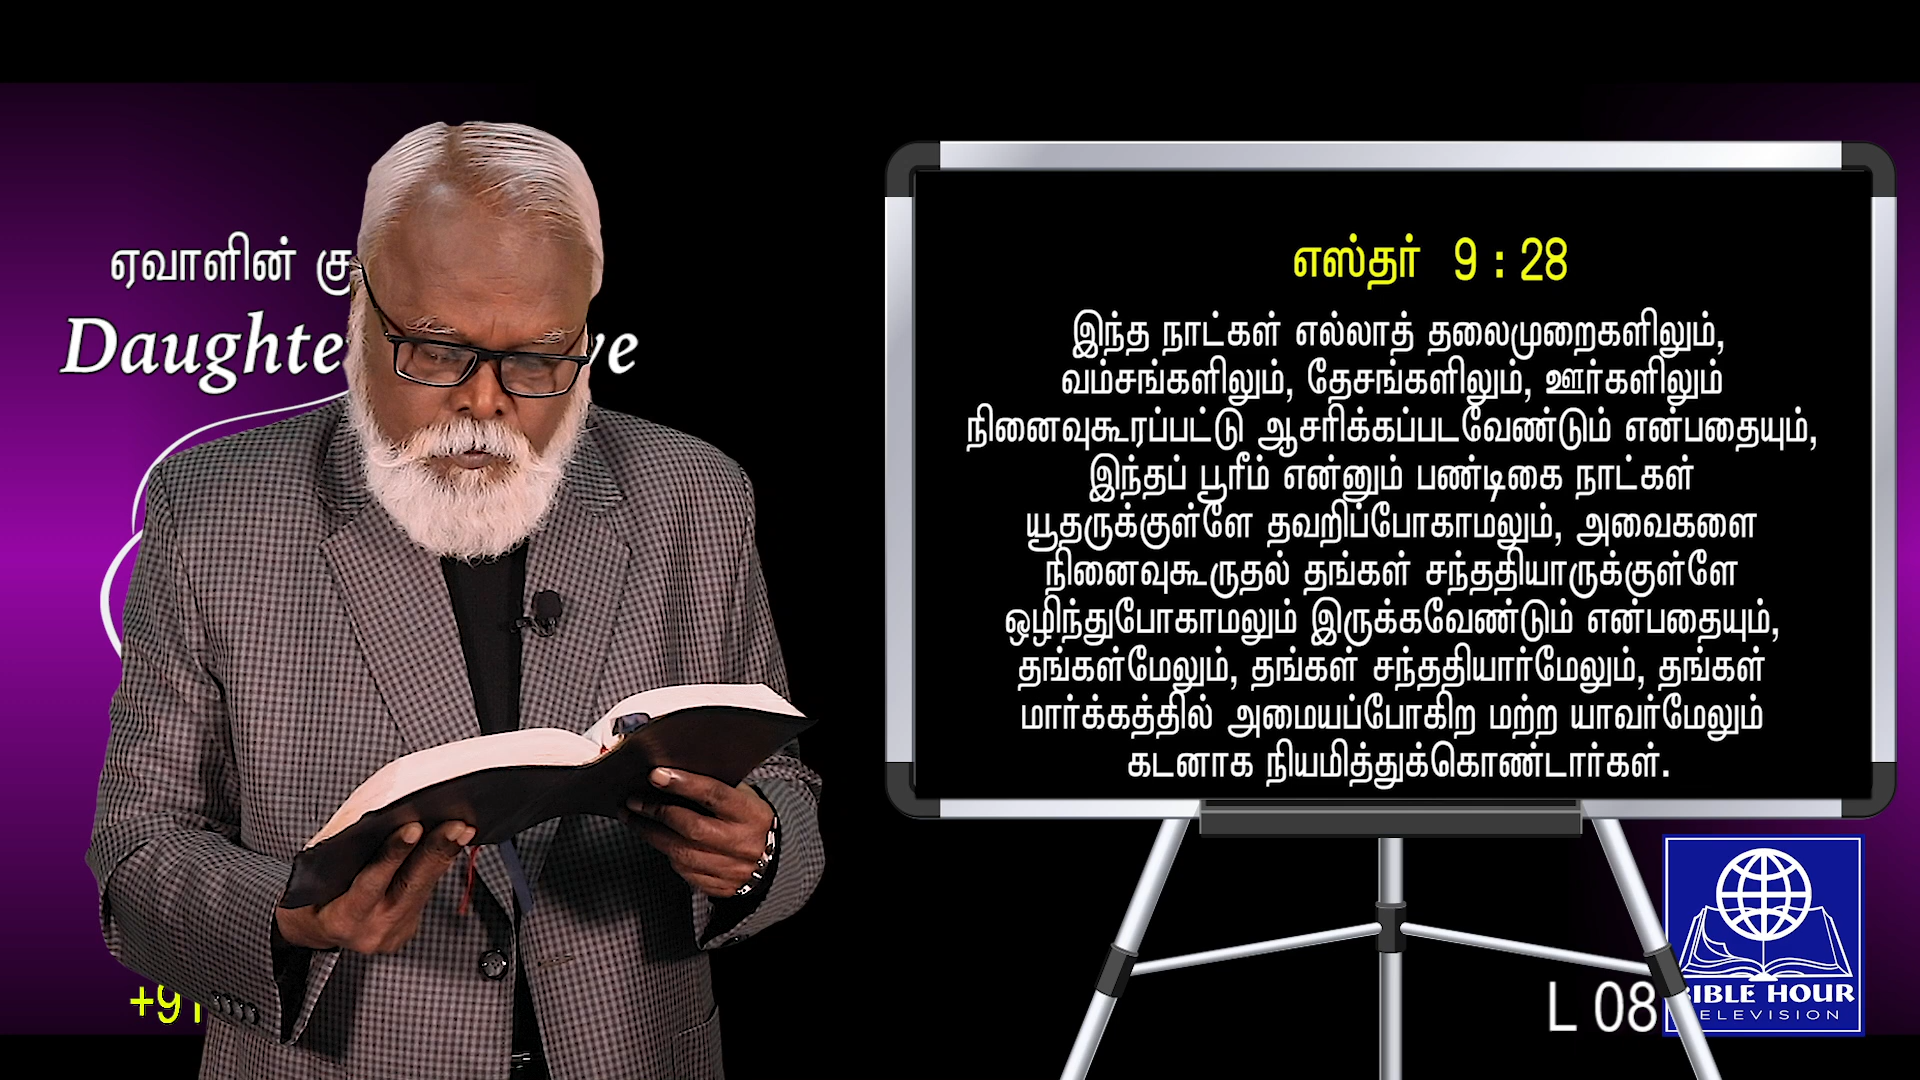 ஏவாளின்
Daughte
ve
எஸ்தர் 9 : 28
இந்த நாட்கள் எல்லாத் தலைமுறைகளிலும்,
வம்சங்களிலும், தேசங்களிலும், ஊர்களிலும்
நினைவுகூரப்பட்டு ஆசரிக்கப்படவேண்டும் என்பதையும்,
இந்தப் பூரீம் என்னும் பண்டிகை நாட்கள்
யூதருக்குள்ளே தவறிப்போகாமலும், அவைகளை
நினைவுகூருதல் தங்கள் சந்ததியாருக்குள்ளே
ஒழிந்துபோகாமலும் இருக்கவேண்டும் என்பதையும்,
தங்கள்மேலும், தங்கள் சந்ததியார்மேலும், தங்கள்
மார்க்கத்தில் அமையப்போகிற மற்ற யாவர்மேலும்
கடனாக நியமித்துக்கொண்டார்கள்.
+91
L 08
BIBLE HOUR
TELEVISION